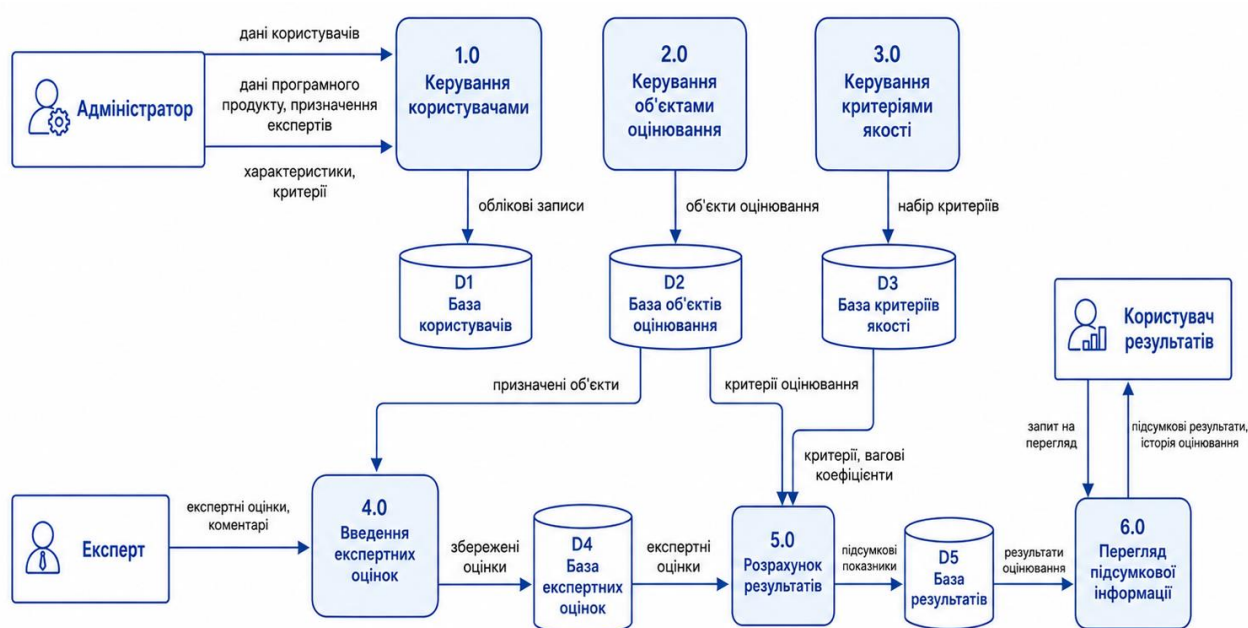 дані користувачів
Адміністратор
дані програмного
продукту, призначення
експертів
характеристики,
критерії
1.0
Керування
користувачами
2.0
Керування
об'єктами
оцінювання
3.0
Керування
критеріями
якості
облікові записи
об'єкти оцінювання
набір критеріїв
D1
База
користувачів
D2
База об'єктів
оцінювання
D3
База критеріїв
якості
Користувач
результатів
призначені об'єкти
критерії оцінювання
запит на
перегляд
підсумкові результати,
історія оцінювання
критерії, вагові
коефіцієнти
Експерт
експертні оцінки,
коментарі
4.0
Введення
експертних
оцінок
збережені
оцінки
D4
База
експертних
оцінок
експертні
оцінки
5.0
Розрахунок
результатів
підсумкові
показники
D5
База
результатів
результати
оцінювання
6.0
Перегляд
підсумкової
інформації